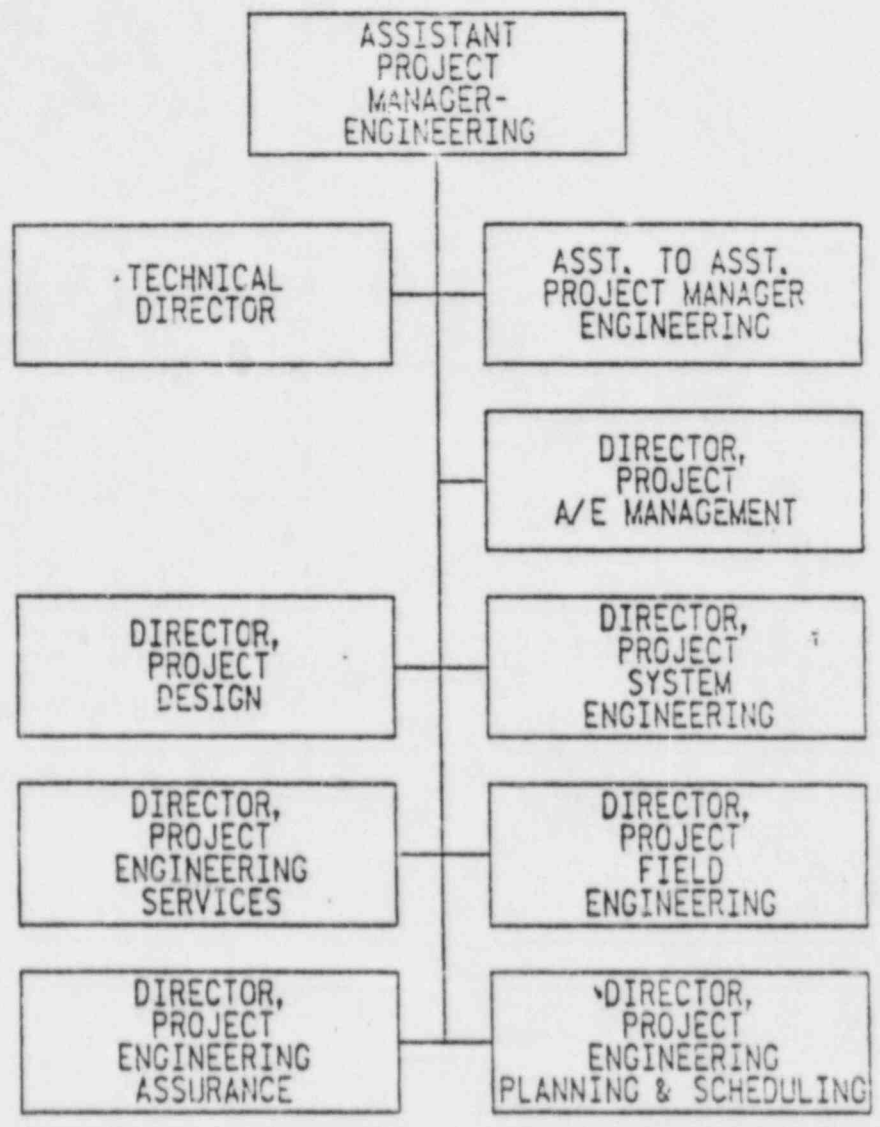 ASSISTANT
PROJECT
MANAGER-
ENGINEERING
TECHNICAL
DIRECTOR
ASST. TO ASST.
PROJECT MANAGER
ENGINEERING
DIRECTOR,
PROJECT
A/E MANAGEMENT
DIRECTOR,
PROJECT
DESIGN
DIRECTOR,
PROJECT
SYSTEM
ENGINEERING
DIRECTOR,
PROJECT
ENGINEERING
SERVICES
DIRECTOR,
PROJECT
FIELD
ENGINEERING
DIRECTOR,
PROJECT
ENGINEERING
ASSURANCE
DIRECTOR,
PROJECT
ENGINEERING
PLANNING & SCHEDULING